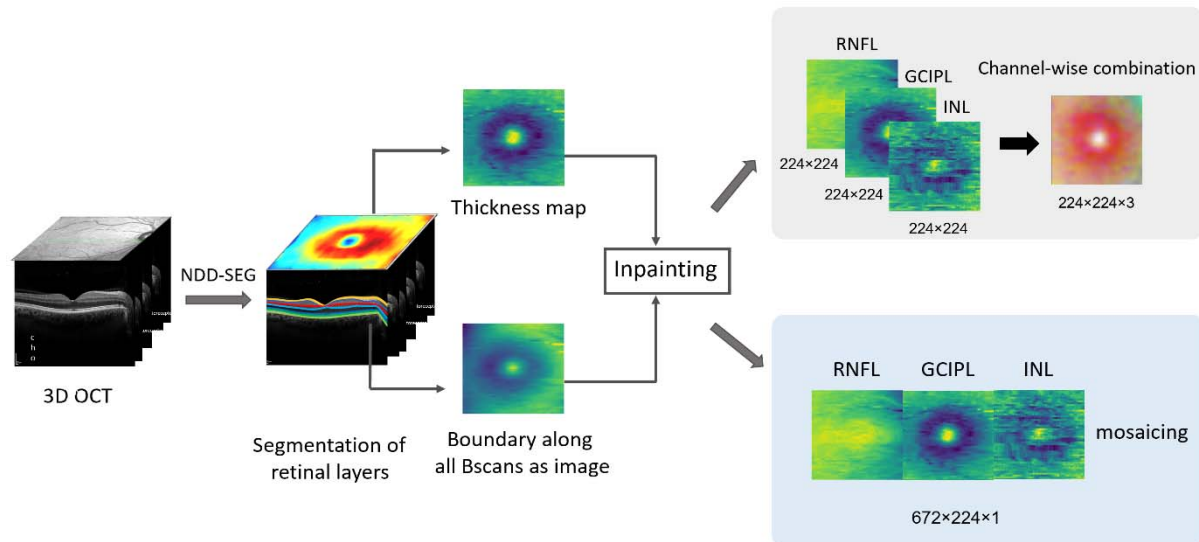 RNFL
GCIPL
INL
Channel-wise combination
224×224
224×224
224×224
224×224×3
Thickness map
NDD-SEG
Inpainting
3D OCT
Segmentation of
retinal layers
Boundary along
all Bscans as image
RNFL
GCIPL
INL
mosaicing
672×224×1